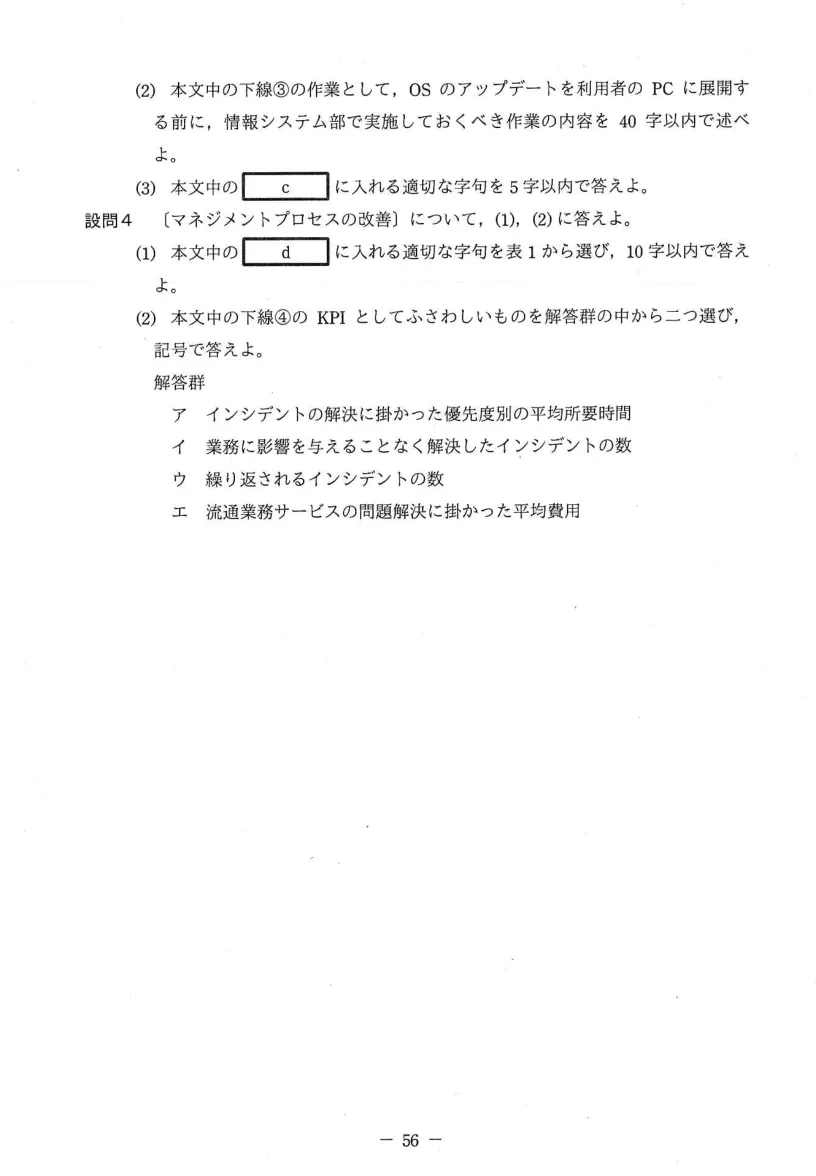 (2) 本文中の下線③の作業として，OS のアップデートを利用者の PC に展開す
る前に，情報システム部で実施しておくべき作業の内容を 40 字以内で述べ
よ。
(3) 本文中の c に入れる適切な字句を 5 字以内で答えよ。
設問４ 〔マネジメントプロセスの改善〕について，(1)，(2) に答えよ。
(1) 本文中の d に入れる適切な字句を表 1 から選び，10 字以内で答え
よ。
(2) 本文中の下線④の KPI としてふさわしいものを解答群の中から二つ選び，
記号で答えよ。
解答群
ア インシデントの解決に掛かった優先度別の平均所要時間
イ 業務に影響を与えることなく解決したインシデントの数
ウ 繰り返されるインシデントの数
エ 流通業務サービスの問題解決に掛かった平均費用
－ 56 －